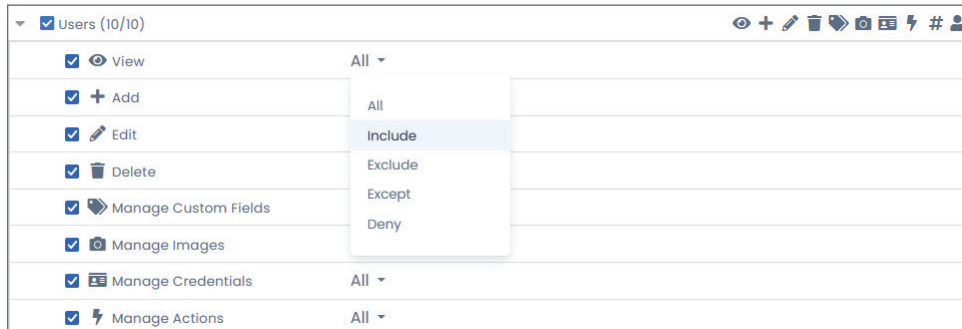 Users (10/10) #
View All
Add
All
Edit
Include
Delete
Exclude
Except
Manage Custom Fields
Deny
Manage Images
Manage Credentials All
Manage Actions All